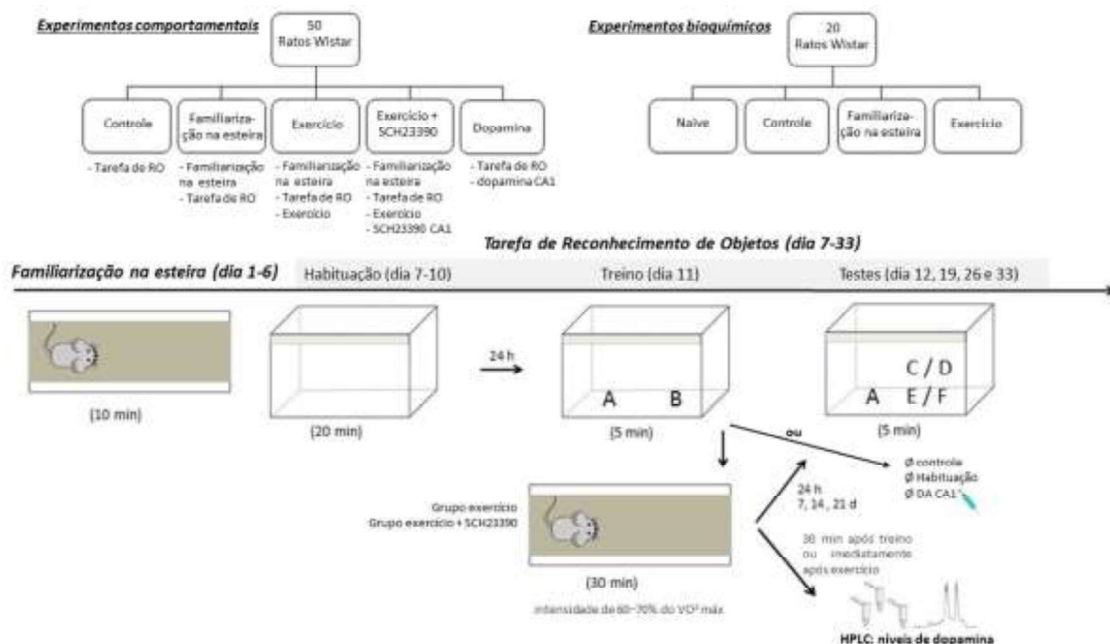 Experimentos comportamentais
50
Ratos Wistar
Controle
- Tarefa de RO
Familiariza-
ção na esteira
- Familiarização
na esteira
- Tarefa de RO
Exercício
- Familiarização
na esteira
- Tarefa de RO
- Exercício
Exercício +
SCH23390
- Familiarização
na esteira
- Tarefa de RO
- Exercício
- SCH23390 CA1
Dopamina
- Tarefa de RO
- dopamina CA1
Experimentos bioquímicos
20
Ratos Wistar
Naive
Controle
Familiariza-
ção na esteira
Exercício
Tarefa de Reconhecimento de Objetos (dia 7-33)
Familiarização na esteira (dia 1-6)
Habituação (dia 7-10)
Treino (dia 11)
Testes (dia 12, 19, 26 e 33)
(10 min)
(20 min)
24 h
A B
(5 min)
C / D
A E / F
(5 min)
ou
Ø controle
Ø Habituação
Ø DA CA1
Grupo exercício
Grupo exercício + SCH23390
(30 min)
intensidade de 60–70% do VO² máx
24 h
7, 14 , 21 d
30 min após treino
ou imediatamente
após exercício
HPLC: níveis de dopamina